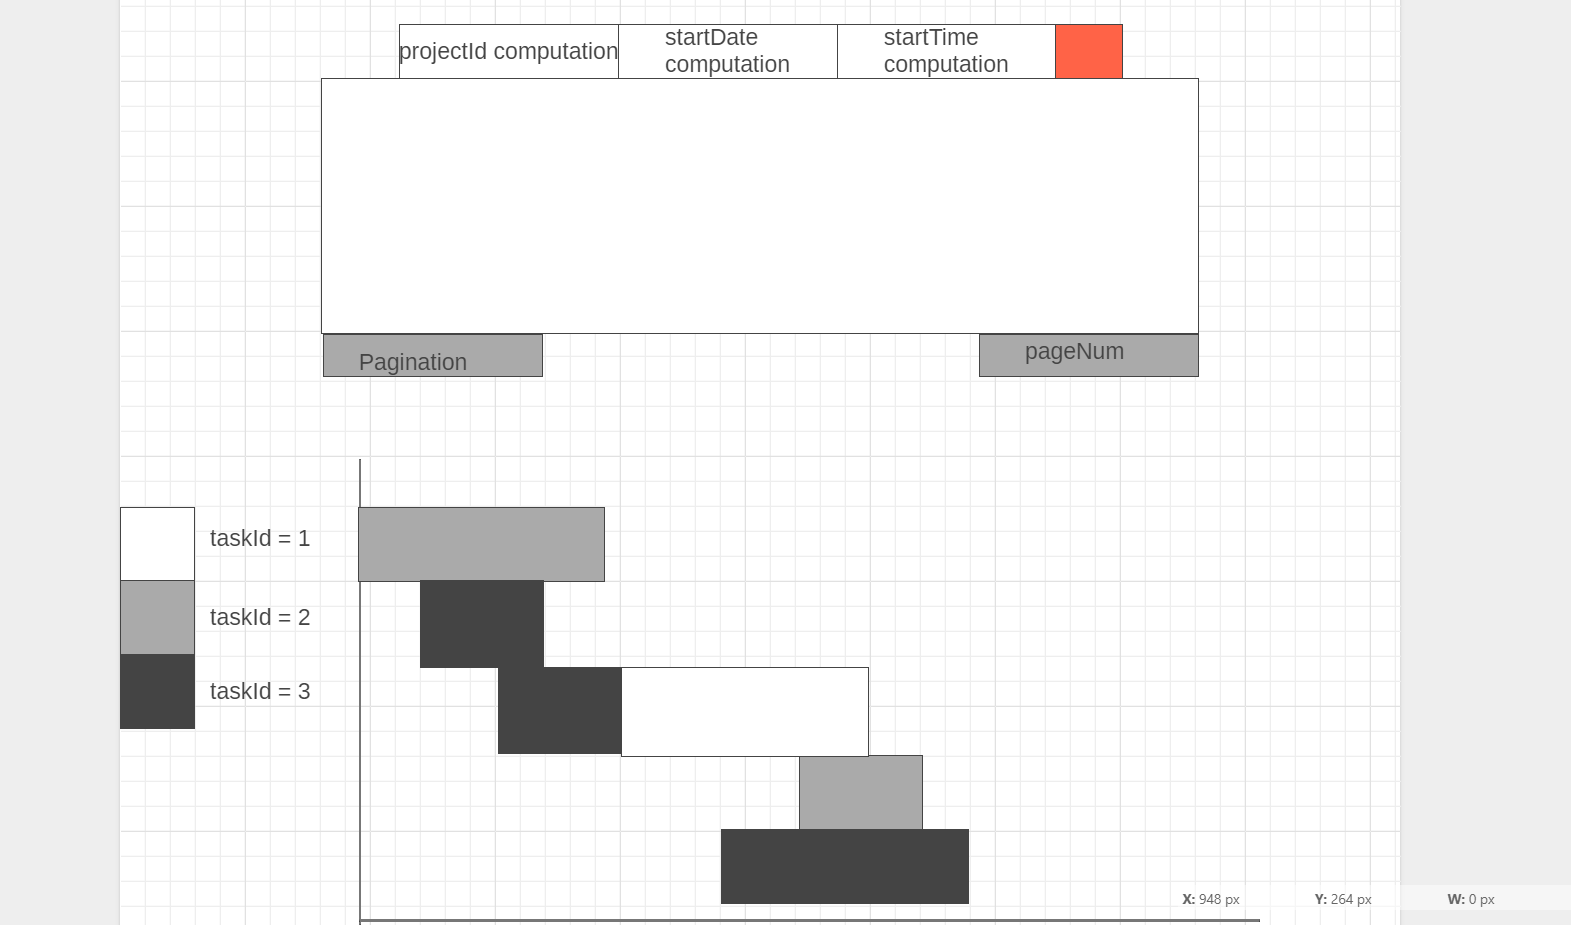 projectId computation
startDate
computation
startTime
computation
Pagination
pageNum
taskId = 1
taskId = 2
taskId = 3
X: 948 px
Y: 264 px
W: 0 px